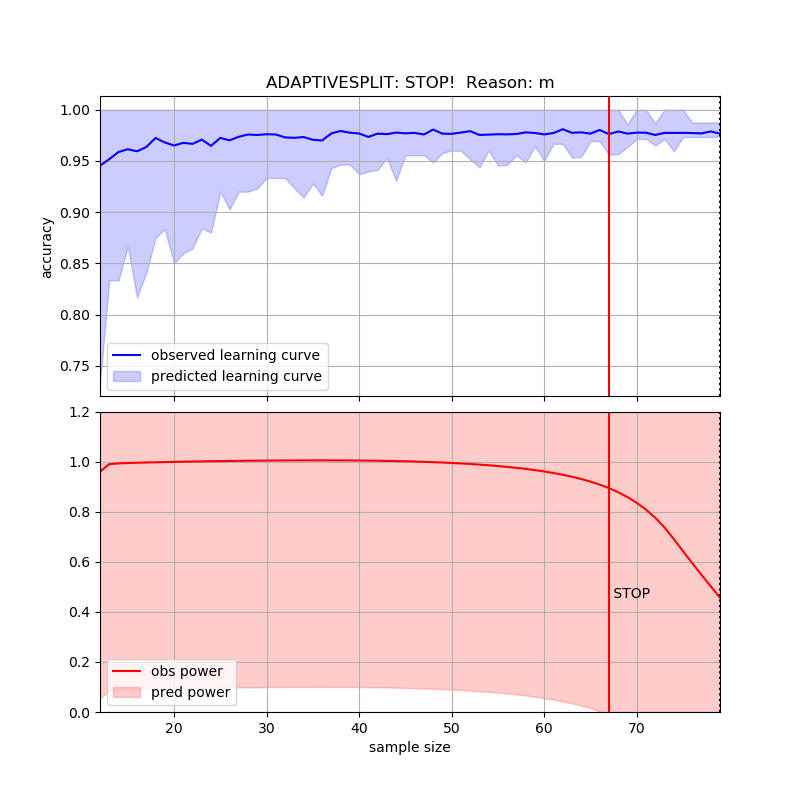 ADAPTIVESPLIT: STOP!  Reason: m
1.00
0.95
0.90
0.85
0.80
0.75
accuracy
observed learning curve
predicted learning curve
1.2
1.0
0.8
0.6
0.4
0.2
0.0
STOP
obs power
pred power
20 30 40 50 60 70
sample size